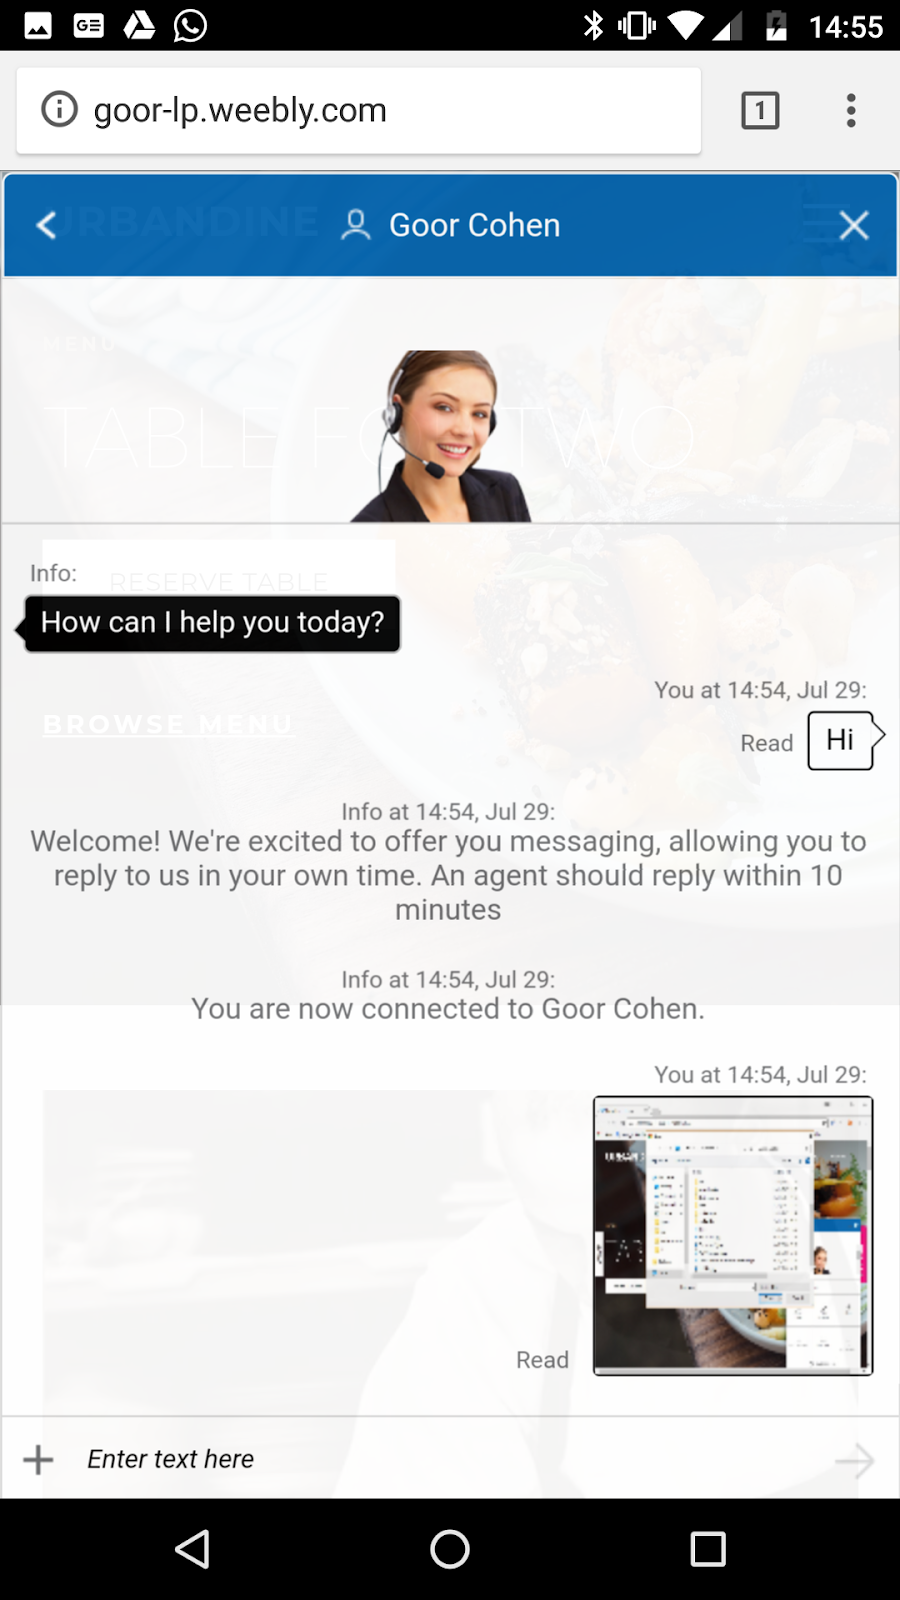 14:55
goor-lp.weebly.com
1
URBANDINE
Goor Cohen
MENU
TABLE FOR TWO
Info:
RESERVE TABLE
How can I help you today?
You at 14:54, Jul 29:
BROWSE MENU
Read
Hi
Info at 14:54, Jul 29:
Welcome! We're excited to offer you messaging, allowing you to
reply to us in your own time. An agent should reply within 10
minutes
Info at 14:54, Jul 29:
You are now connected to Goor Cohen.
You at 14:54, Jul 29:
Read
Enter text here